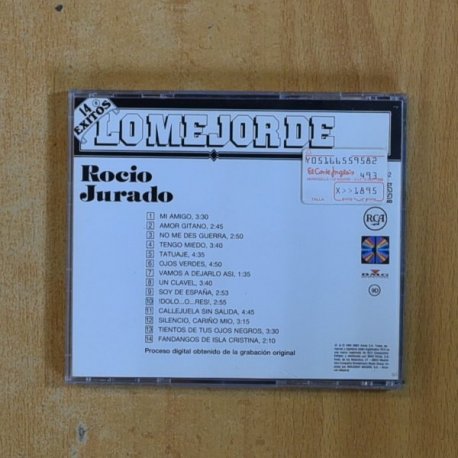 14
EXITOS
LO MEJOR DE
Rocio
Jurado
Y05166559582
El Corte Inglés
493
X>>1895
TALLA
RCA
BMG
1 MI AMIGO, 3:30
2 AMOR GITANO, 2:45
3 NO ME DES GUERRA, 2:50
4 TENGO MIEDO, 3:40
5 TATUAJE, 4:35
6 OJOS VERDES, 4:50
7 VAMOS A DEJARLO ASI, 1:35
8 UN CLAVEL, 3:40
9 SOY DE ESPAÑA, 2:53
10 !DOLO...O...RES!, 2:55
11 CALLEJUELA SIN SALIDA, 4:45
12 SILENCIO, CARIÑO MIO, 3:15
13 TIENTOS DE TUS OJOS NEGROS, 3:30
14 FANDANGOS DE ISLA CRISTINA, 2:10
Proceso digital obtenido de la grabación original